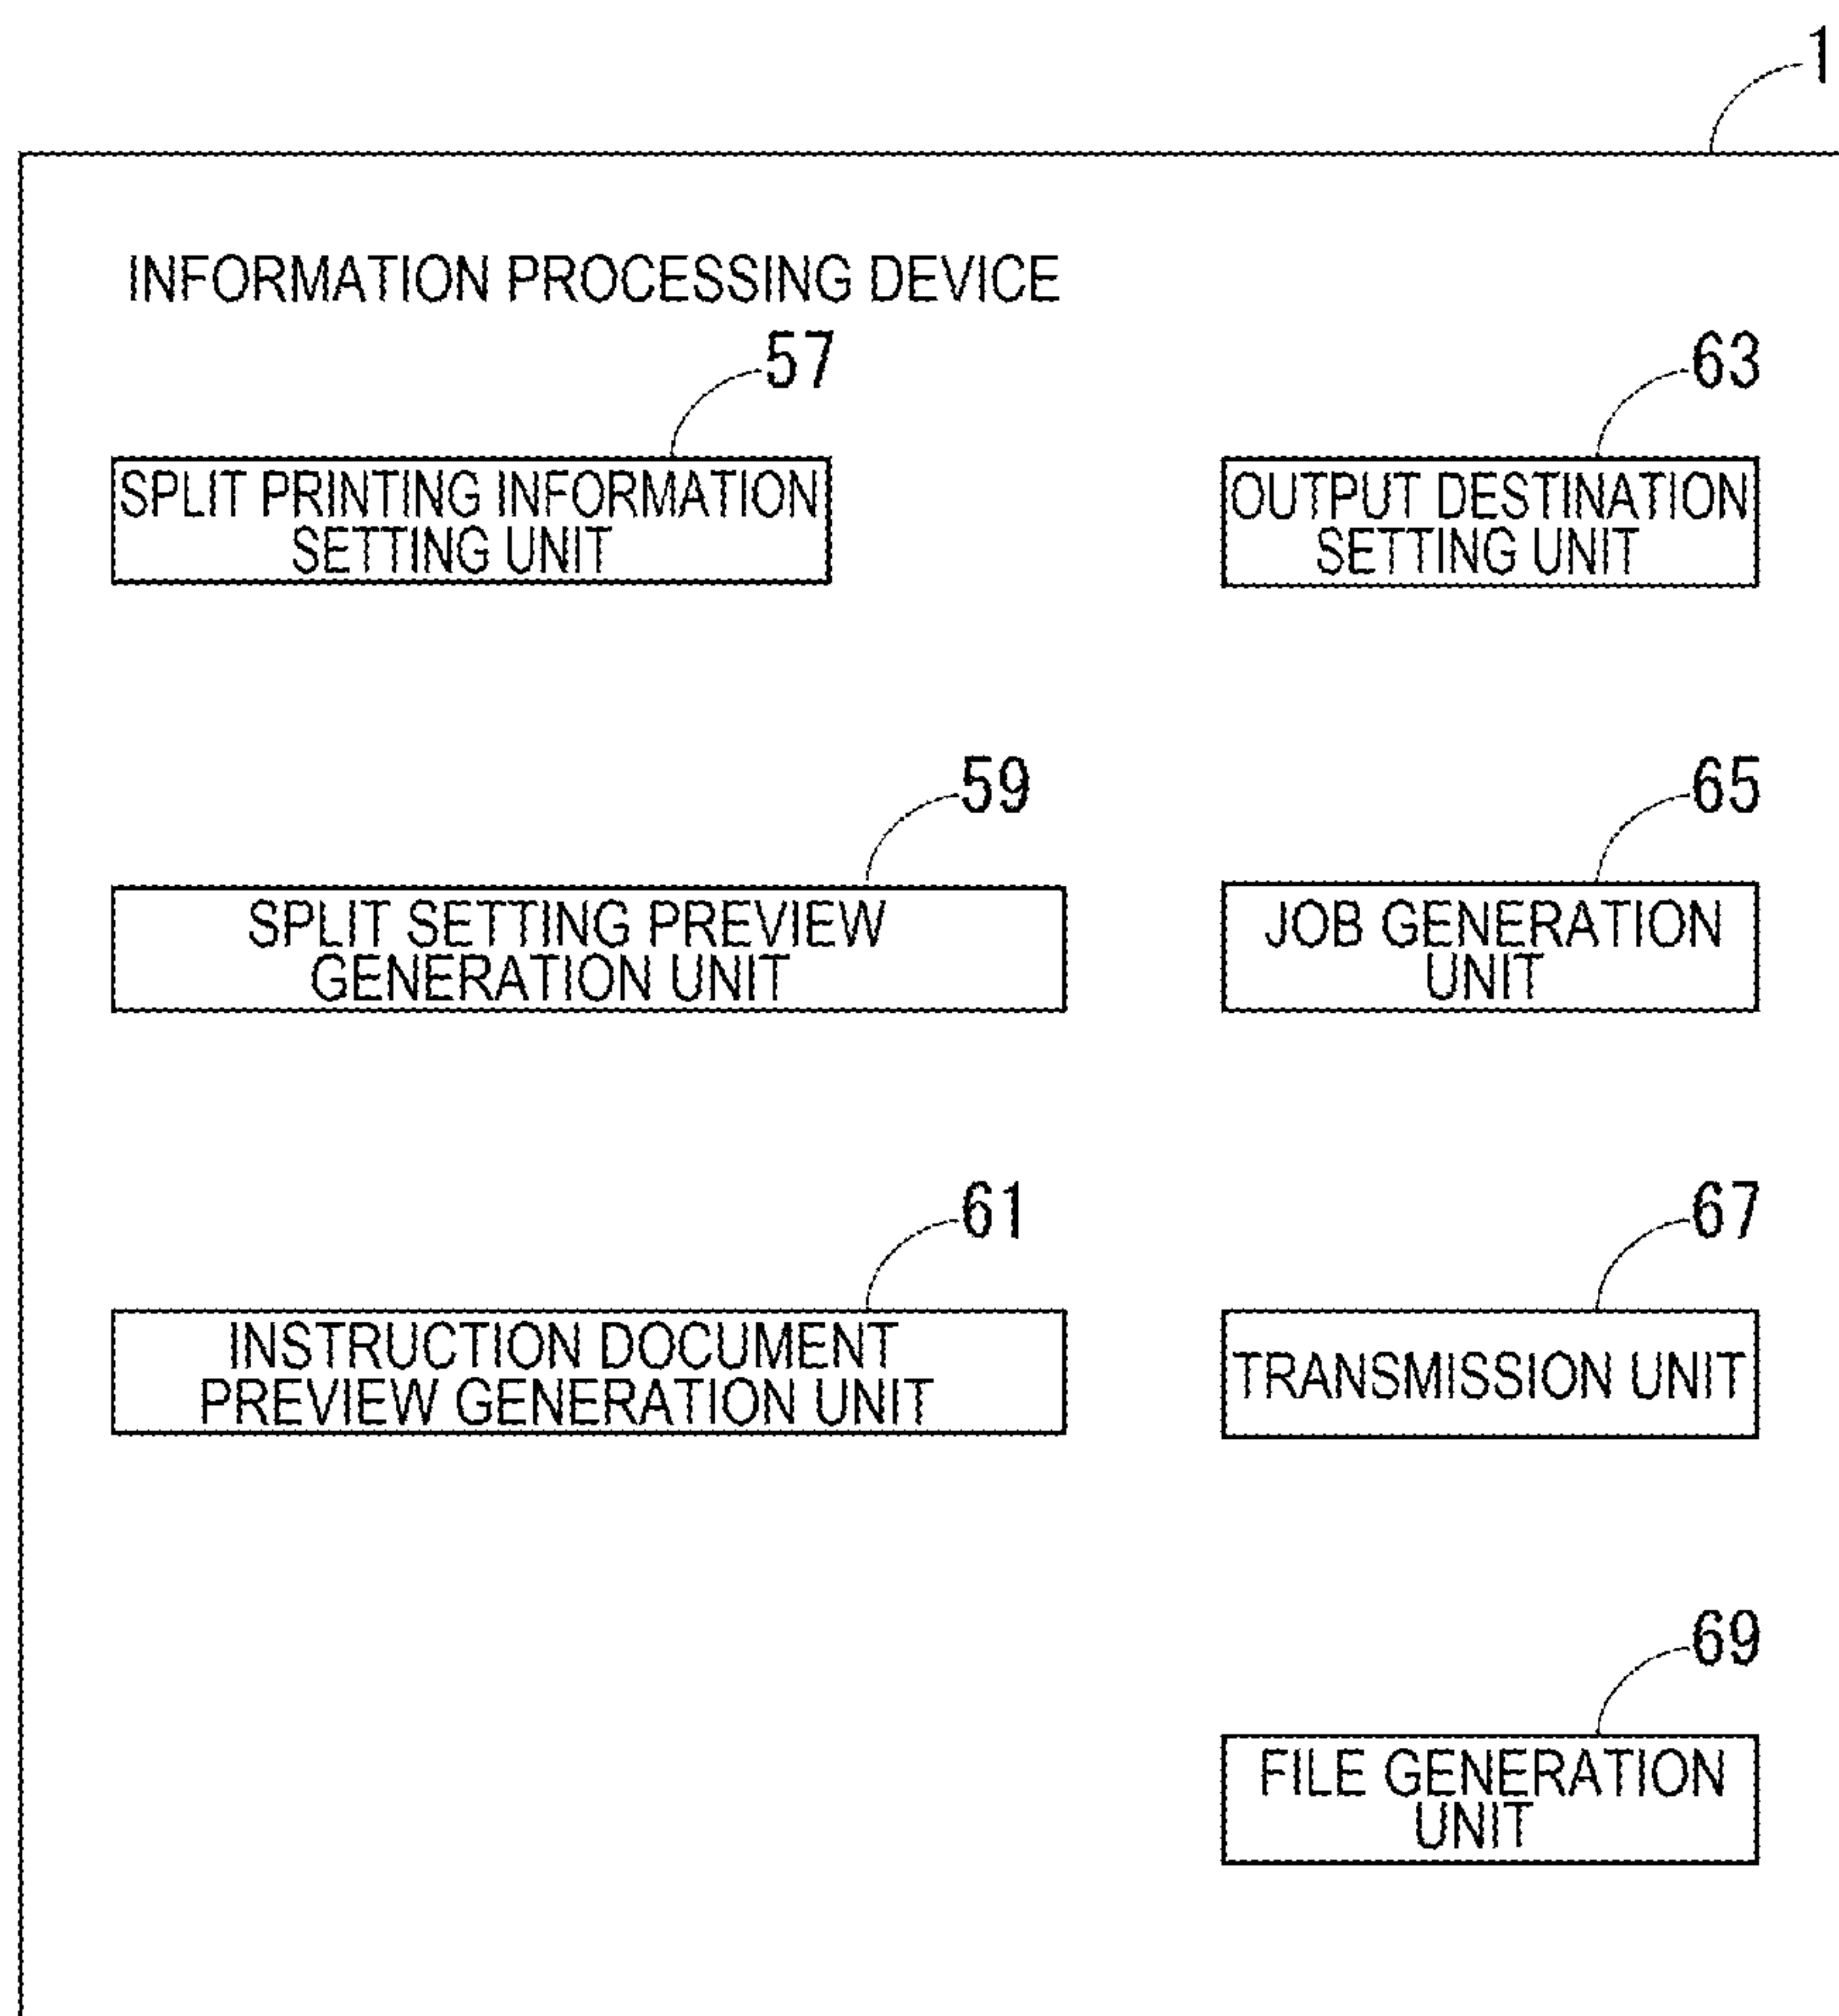 1
INFORMATION PROCESSING DEVICE
57
SPLIT PRINTING INFORMATION
SETTING UNIT
63
OUTPUT DESTINATION
SETTING UNIT
59
SPLIT SETTING PREVIEW
GENERATION UNIT
65
JOB GENERATION
UNIT
61
INSTRUCTION DOCUMENT
PREVIEW GENERATION UNIT
67
TRANSMISSION UNIT
69
FILE GENERATION
UNIT